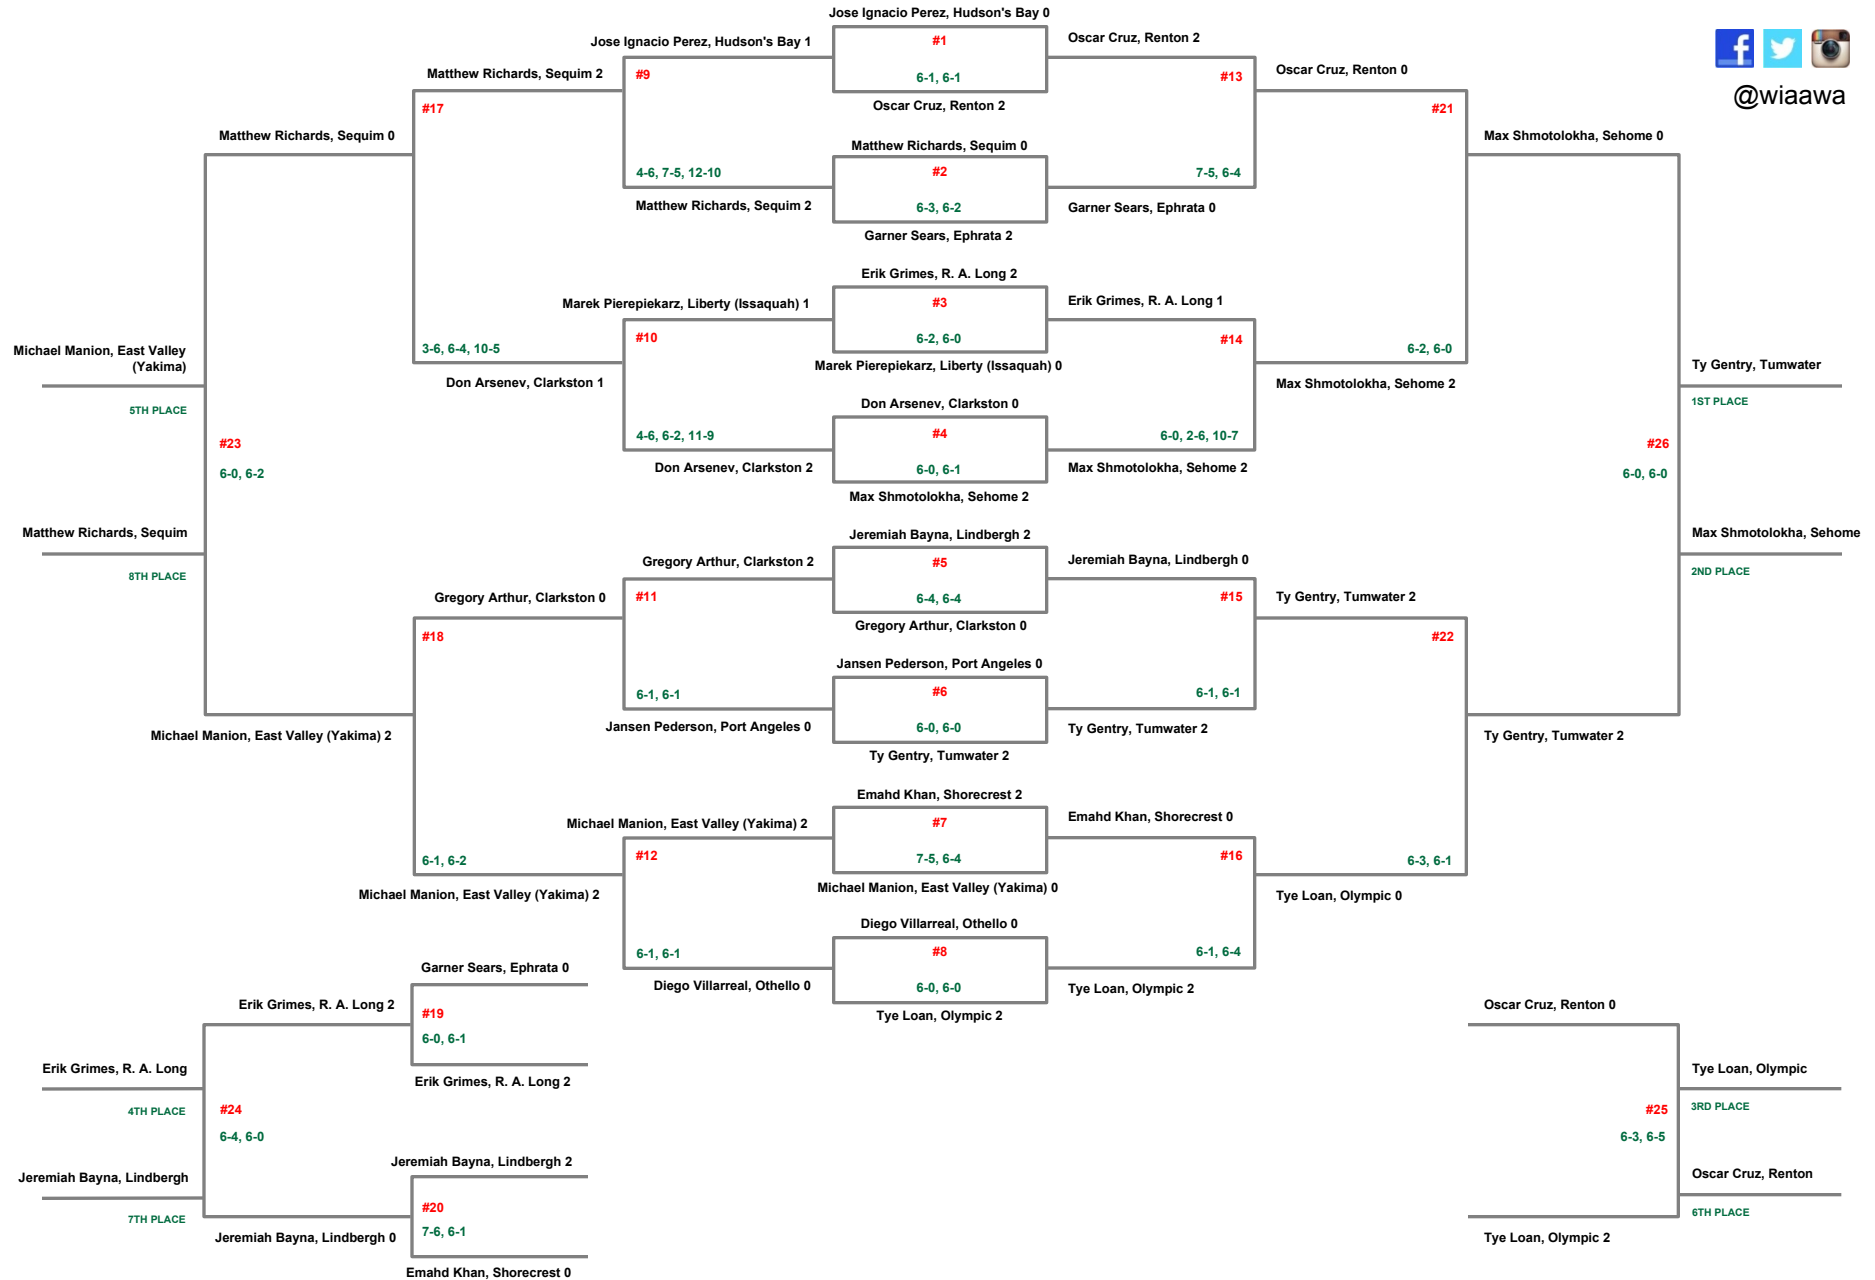 Jose Ignacio Perez, Hudson's Bay 0
#1
6-1, 6-1
Oscar Cruz, Renton 2
Matthew Richards, Sequim 0
#2
6-3, 6-2
Garner Sears, Ephrata 2
Erik Grimes, R. A. Long 2
#3
6-2, 6-0
Marek Pierepiekarz, Liberty (Issaquah) 0
Don Arsenev, Clarkston 0
#4
6-0, 6-1
Max Shmotolokha, Sehome 2
Jeremiah Bayna, Lindbergh 2
#5
6-4, 6-4
Gregory Arthur, Clarkston 0
Jansen Pederson, Port Angeles 0
#6
6-0, 6-0
Ty Gentry, Tumwater 2
Emahd Khan, Shorecrest 2
#7
7-5, 6-4
Michael Manion, East Valley (Yakima) 0
Diego Villarreal, Othello 0
#8
6-0, 6-0
Tye Loan, Olympic 2
Jose Ignacio Perez, Hudson's Bay 1
#9
4-6, 7-5, 12-10
Matthew Richards, Sequim 2
Marek Pierepiekarz, Liberty (Issaquah) 1
#10
4-6, 6-2, 11-9
Don Arsenev, Clarkston 2
Gregory Arthur, Clarkston 2
#11
6-1, 6-1
Jansen Pederson, Port Angeles 0
Michael Manion, East Valley (Yakima) 2
#12
6-1, 6-1
Diego Villarreal, Othello 0
Oscar Cruz, Renton 2
#13
7-5, 6-4
Garner Sears, Ephrata 0
Erik Grimes, R. A. Long 1
#14
6-0, 2-6, 10-7
Max Shmotolokha, Sehome 2
Jeremiah Bayna, Lindbergh 0
#15
6-1, 6-1
Ty Gentry, Tumwater 2
Emahd Khan, Shorecrest 0
#16
6-1, 6-4
Tye Loan, Olympic 2
Matthew Richards, Sequim 2
#17
3-6, 6-4, 10-5
Don Arsenev, Clarkston 1
Gregory Arthur, Clarkston 0
#18
6-1, 6-2
Michael Manion, East Valley (Yakima) 2
Garner Sears, Ephrata 0
#19
6-0, 6-1
Erik Grimes, R. A. Long 2
Jeremiah Bayna, Lindbergh 2
#20
7-6, 6-1
Emahd Khan, Shorecrest 0
Oscar Cruz, Renton 0
#21
6-2, 6-0
Max Shmotolokha, Sehome 2
Ty Gentry, Tumwater 2
#22
6-3, 6-1
Tye Loan, Olympic 0
Matthew Richards, Sequim 0
#23
6-0, 6-2
Michael Manion, East Valley (Yakima) 2
Michael Manion, East Valley
(Yakima)
5TH PLACE
Matthew Richards, Sequim
8TH PLACE
Erik Grimes, R. A. Long 2
#24
6-4, 6-0
Jeremiah Bayna, Lindbergh 0
Erik Grimes, R. A. Long
4TH PLACE
Jeremiah Bayna, Lindbergh
7TH PLACE
Oscar Cruz, Renton 0
#25
6-3, 6-5
Tye Loan, Olympic 2
Tye Loan, Olympic
3RD PLACE
Oscar Cruz, Renton
6TH PLACE
Max Shmotolokha, Sehome 0
#26
6-0, 6-0
Ty Gentry, Tumwater 2
Ty Gentry, Tumwater
1ST PLACE
Max Shmotolokha, Sehome
2ND PLACE
@wiaawa